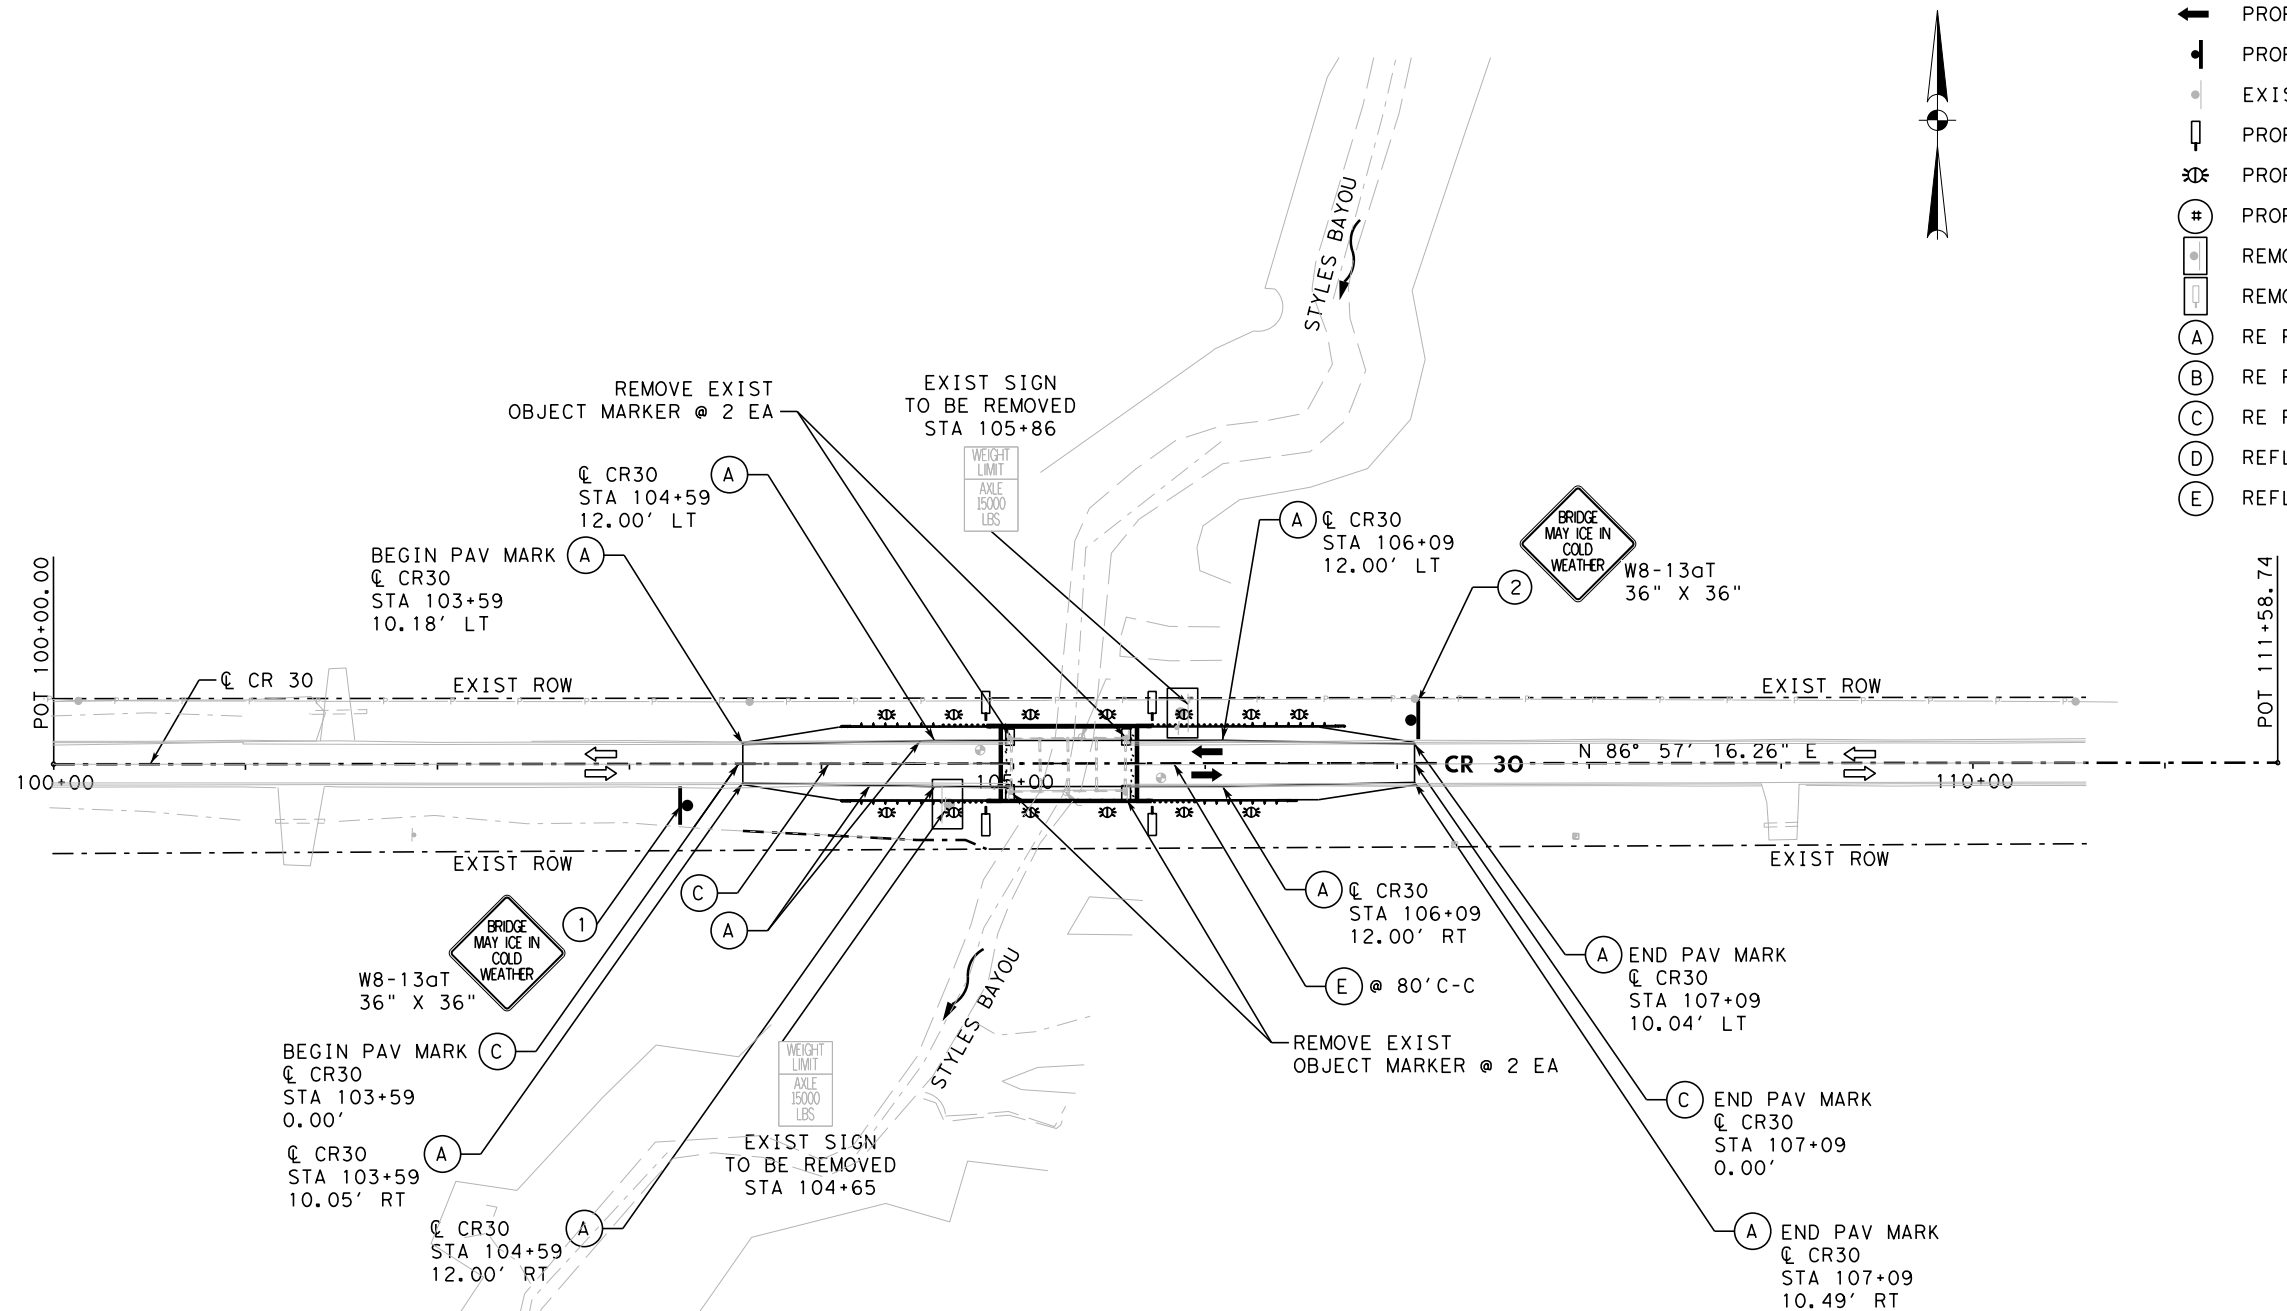 PROP
PROP
EXIS
PROP
PROP
# PROP
REMO
REMO
A RE P
B RE P
C RE P
D REFL
E REFL
STYLES BAYOU
REMOVE EXIST
OBJECT MARKER @ 2 EA
EXIST SIGN
TO BE REMOVED
STA 105+86
WEIGHT
LIMIT
AXLE
15000
LBS
℄ CR30
STA 104+59
12.00' LT
A
BEGIN PAV MARK A
℄ CR30
STA 103+59
10.18' LT
A ℄ CR30
STA 106+09
12.00' LT
BRIDGE
MAY ICE IN
COLD
WEATHER
W8-13aT
36" X 36"
2
POT 100+00.00
POT 111+58.74
℄ CR 30
EXIST ROW
EXIST ROW
N 86° 57' 16.26" E
CR 30
100+00
105+00
110+00
EXIST ROW
EXIST ROW
C
A
1
BRIDGE
MAY ICE IN
COLD
WEATHER
W8-13aT
36" X 36"
A ℄ CR30
STA 106+09
12.00' RT
E @ 80'C-C
A END PAV MARK
℄ CR30
STA 107+09
10.04' LT
STYLES BAYOU
BEGIN PAV MARK C
℄ CR30
STA 103+59
0.00'
REMOVE EXIST
OBJECT MARKER @ 2 EA
WEIGHT
LIMIT
AXLE
15000
LBS
EXIST SIGN
TO BE REMOVED
STA 104+65
℄ CR30
STA 103+59
10.05' RT
A
C END PAV MARK
℄ CR30
STA 107+09
0.00'
℄ CR30
STA 104+59
12.00' RT
A
A END PAV MARK
℄ CR30
STA 107+09
10.49' RT